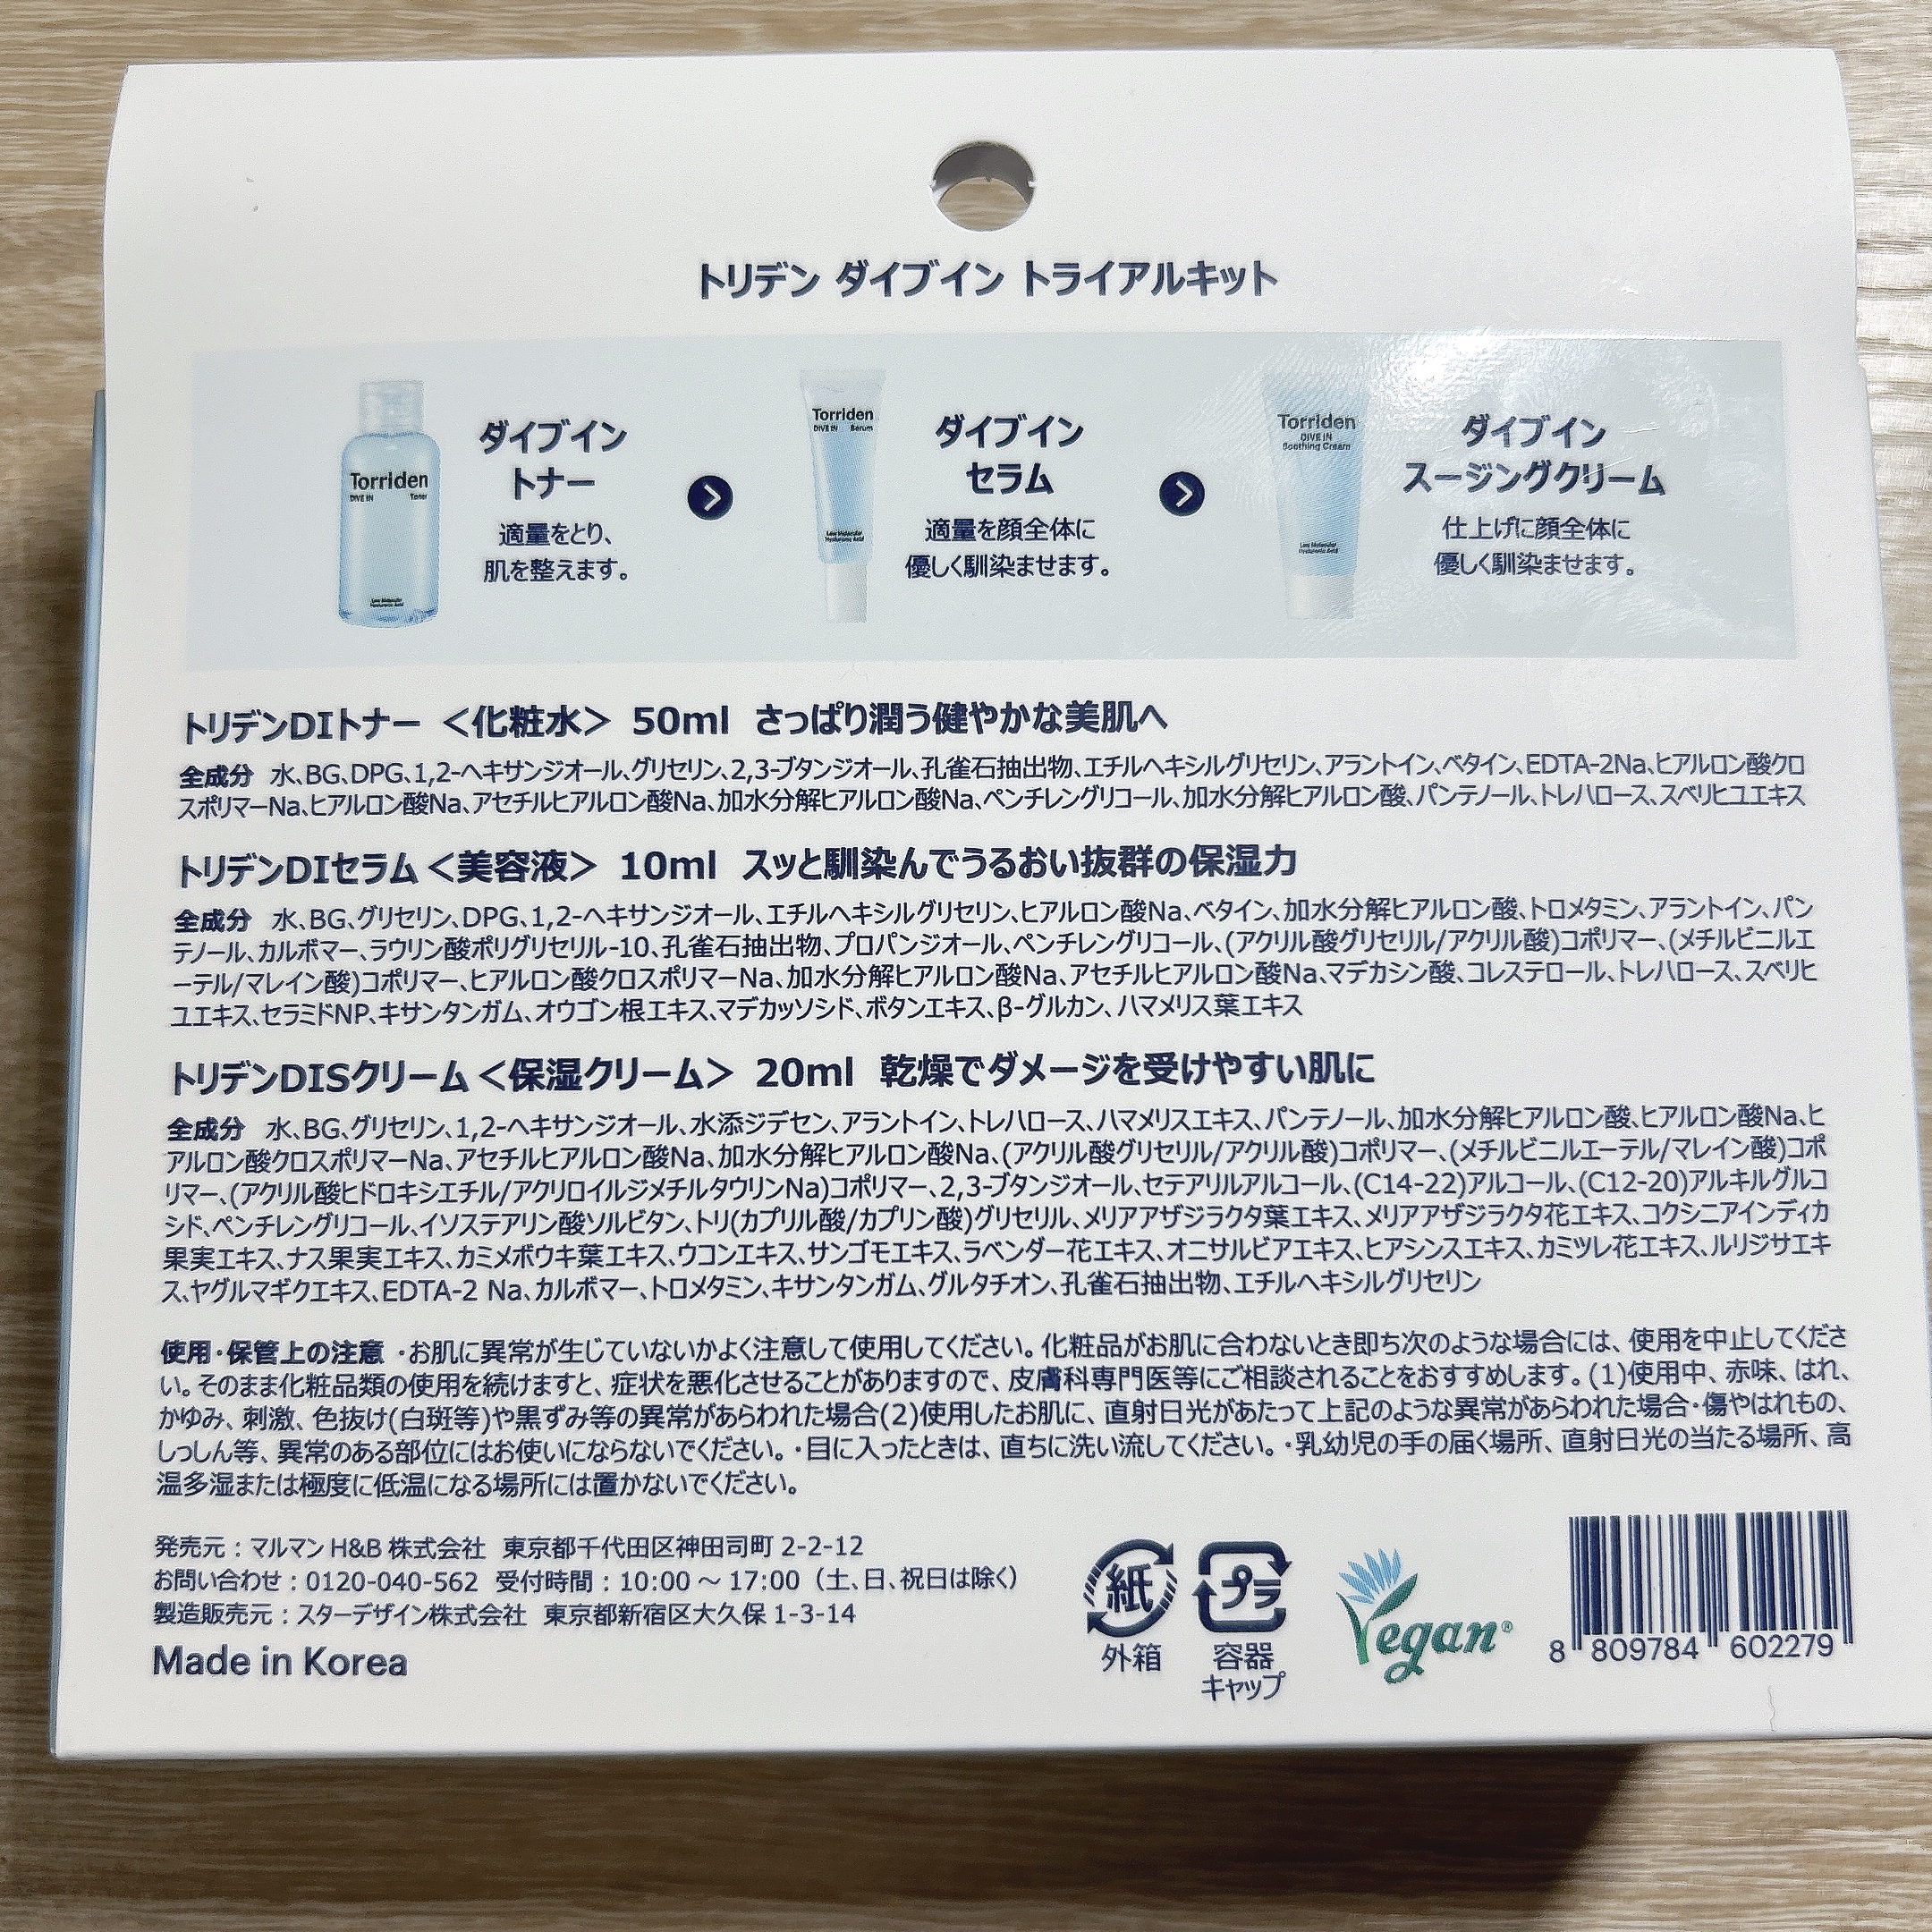 トリデン ダイブイン トライアルキット
Torriden
DIVE IN Toner
Low Molecular
Hyaluronic Acid
ダイブイン
トナー
適量をとり、
肌を整えます。
Torriden
DIVE IN Serum
Low Molecular
Hyaluronic Acid
ダイブイン
セラム
適量を顔全体に
優しく馴染ませます。
Torriden
DIVE IN
Soothing Cream
Low Molecular
Hyaluronic Acid
ダイブイン
スージングクリーム
仕上げに顔全体に
優しく馴染ませます。
トリデンDIトナー <化粧水> 50ml さっぱり潤う健やかな美肌へ
全成分 水、BG、DPG、1,2-ヘキサンジオール、グリセリン、2,3-ブタンジオール、孔雀石抽出物、エチルヘキシルグリセリン、アラントイン、ベタイン、EDTA-2Na、ヒアルロン酸クロ
スポリマーNa、ヒアルロン酸Na、アセチルヒアルロン酸Na、加水分解ヒアルロン酸Na、ペンチレングリコール、加水分解ヒアルロン酸、パンテノール、トレハロース、スベリヒユエキス
トリデンDIセラム <美容液> 10ml スッと馴染んでうるおい抜群の保湿力
全成分 水、BG、グリセリン、DPG、1,2-ヘキサンジオール、エチルヘキシルグリセリン、ヒアルロン酸Na、ベタイン、加水分解ヒアルロン酸、トロメタミン、アラントイン、パン
テノール、カルボマー、ラウリン酸ポリグリセリル-10、孔雀石抽出物、プロパンジオール、ペンチレングリコール、(アクリル酸グリセリル/アクリル酸)コポリマー、(メチルビニルエ
ーテル/マレイン酸)コポリマー、ヒアルロン酸クロスポリマーNa、加水分解ヒアルロン酸Na、アセチルヒアルロン酸Na、マデカシン酸、コレステロール、トレハロース、スベリヒ
ユエキス、セラミドNP、キサンタンガム、オウゴン根エキス、マデカッソシド、ボタンエキス、β-グルカン、ハマメリス葉エキス
トリデンDISクリーム <保湿クリーム> 20ml 乾燥でダメージを受けやすい肌に
全成分 水、BG、グリセリン、1,2-ヘキサンジオール、水添ジデセン、アラントイン、トレハロース、ハマメリスエキス、パンテノール、加水分解ヒアルロン酸、ヒアルロン酸Na、ヒ
アルロン酸クロスポリマーNa、アセチルヒアルロン酸Na、加水分解ヒアルロン酸Na、(アクリル酸グリセリル/アクリル酸)コポリマー、(メチルビニルエーテル/マレイン酸)コポ
リマー、(アクリル酸ヒドロキシエチル/アクリロイルジメチルタウリンNa)コポリマー、2,3-ブタンジオール、セテアリルアルコール、(C14-22)アルコール、(C12-20)アルキルグルコ
シド、ペンチレングリコール、イソステアリン酸ソルビタン、トリ(カプリル酸/カプリン酸)グリセリル、メリアアザジラクタ葉エキス、メリアアザジラクタ花エキス、コクシニアインディカ
果実エキス、ナス果実エキス、カミメボウキ葉エキス、ウコンエキス、サンゴモエキス、ラベンダー花エキス、オニサルビアエキス、ヒアシンスエキス、カミツレ花エキス、ルリジサエキ
ス、ヤグルマギクエキス、EDTA-2 Na、カルボマー、トロメタミン、キサンタンガム、グルタチオン、孔雀石抽出物、エチルヘキシルグリセリン
使用・保管上の注意 ・お肌に異常が生じていないかよく注意して使用してください。化粧品がお肌に合わないとき即ち次のような場合には、使用を中止してくださ
い。そのまま化粧品類の使用を続けますと、症状を悪化させることがありますので、皮膚科専門医等にご相談されることをおすすめします。(1)使用中、赤味、はれ、
かゆみ、刺激、色抜け(白斑等)や黒ずみ等の異常があらわれた場合(2)使用したお肌に、直射日光があたって上記のような異常があらわれた場合・傷やはれもの、
しっしん等、異常のある部位にはお使いにならないでください。・目に入ったときは、直ちに洗い流してください。・乳幼児の手の届く場所、直射日光の当たる場所、高
温多湿または極度に低温になる場所には置かないでください。
発売元：マルマン H&B 株式会社 東京都千代田区神田司町 2-2-12
お問い合わせ：0120-040-562 受付時間：10:00 ～ 17:00（土、日、祝日は除く）
製造販売元：スターデザイン株式会社 東京都新宿区大久保 1-3-14
Made in Korea
紙
外箱
プラ
容器
キャップ
Vegan®
8 809784 602279